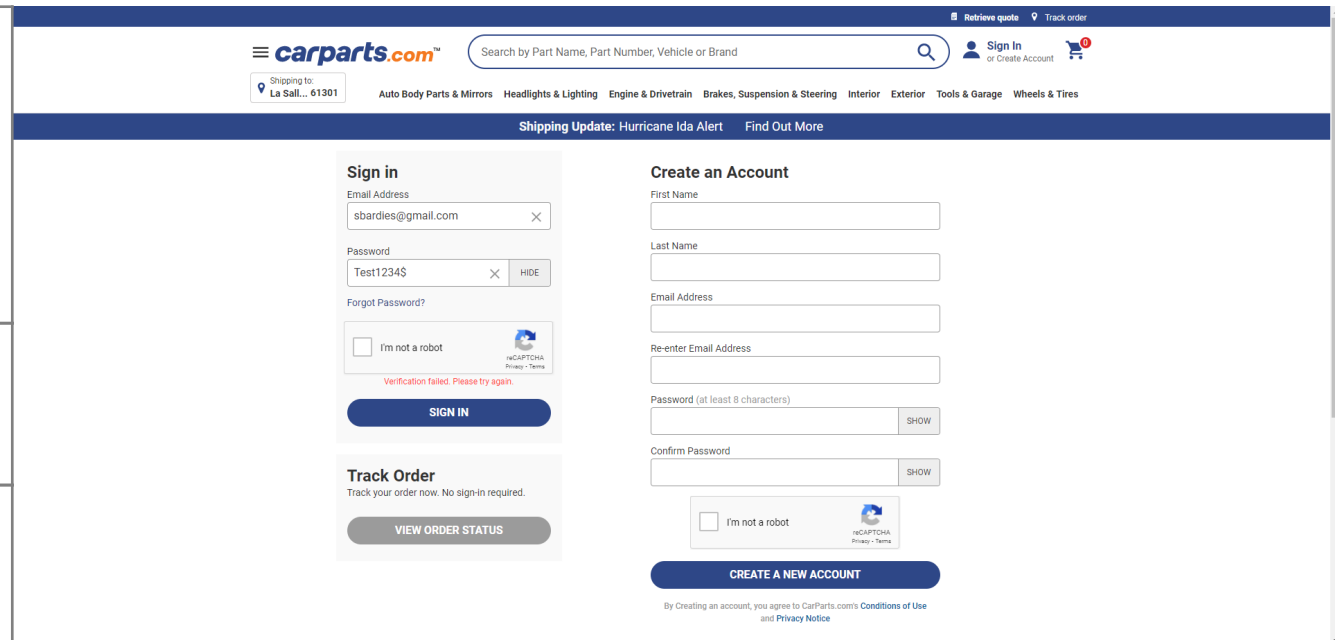 Retrieve quote Track order
carparts.com™
Search by Part Name, Part Number, Vehicle or Brand
Sign In
or Create Account
0
Shipping to:
La Sall... 61301
Auto Body Parts & Mirrors Headlights & Lighting Engine & Drivetrain Brakes, Suspension & Steering Interior Exterior Tools & Garage Wheels & Tires
Shipping Update: Hurricane Ida Alert Find Out More
Sign in
Email Address
sbardies@gmail.com
Password
Test1234$ HIDE
Forgot Password?
I'm not a robot
reCAPTCHA
Privacy - Terms
Verification failed. Please try again.
SIGN IN
Track Order
Track your order now. No sign-in required.
VIEW ORDER STATUS
Create an Account
First Name
Last Name
Email Address
Re-enter Email Address
Password (at least 8 characters)
SHOW
Confirm Password
SHOW
I'm not a robot
reCAPTCHA
Privacy - Terms
CREATE A NEW ACCOUNT
By Creating an account, you agree to CarParts.com's Conditions of Use
and Privacy Notice